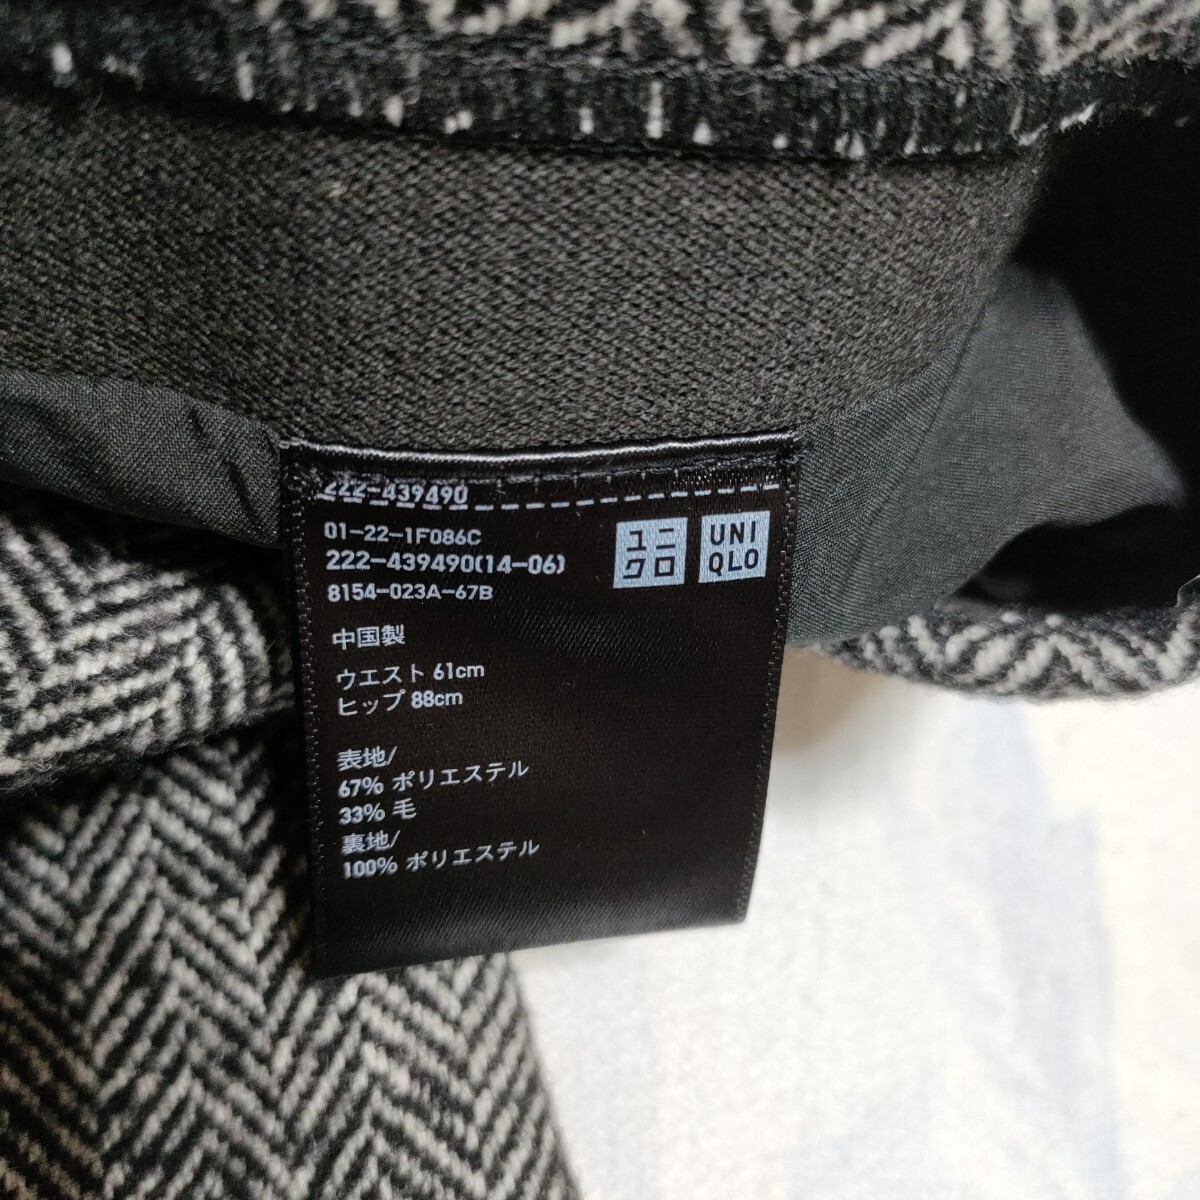 222-439490
01-22-1F086C
222-439490(14-06)
8154-023A-67B
ユニ
クロ
UNI
QLO
中国製
ウエスト 61cm
ヒップ 88cm
表地/
67% ポリエステル
33% 毛
裏地/
100% ポリエステル